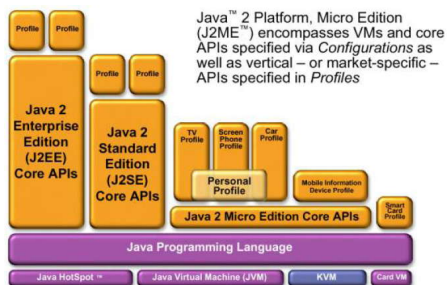 Java™ 2 Platform, Micro Edition
(J2ME™) encompasses VMs and core
APIs specified via Configurations as
well as vertical – or market-specific –
APIs specified in Profiles
Profile
Profile
Profile
Profile
Java 2
Enterprise
Edition
(J2EE)
Core APIs
Java 2
Standard
Edition
(J2SE)
Core APIs
TV
Profile
Screen
Phone
Profile
Car
Profile
Personal
Profile
Mobile Information
Device Profile
Smart
Card
Profile
Java 2 Micro Edition Core APIs
Java Programming Language
Java HotSpot ™
Java Virtual Machine (JVM)
KVM
Card VM